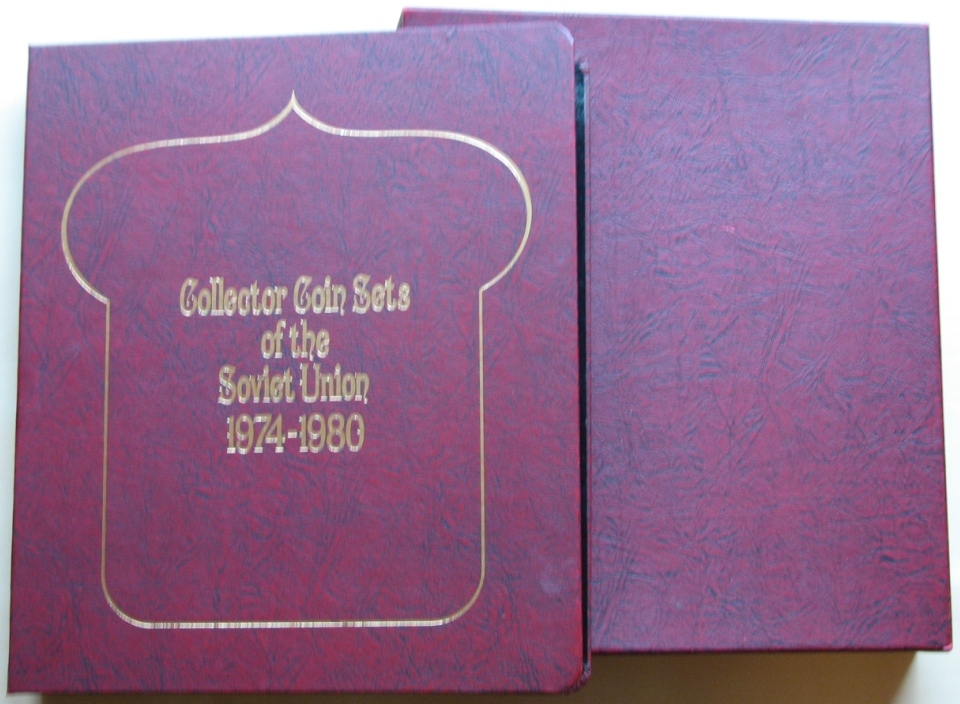 Collector Coin Sets
of the
Soviet Union
1974-1980